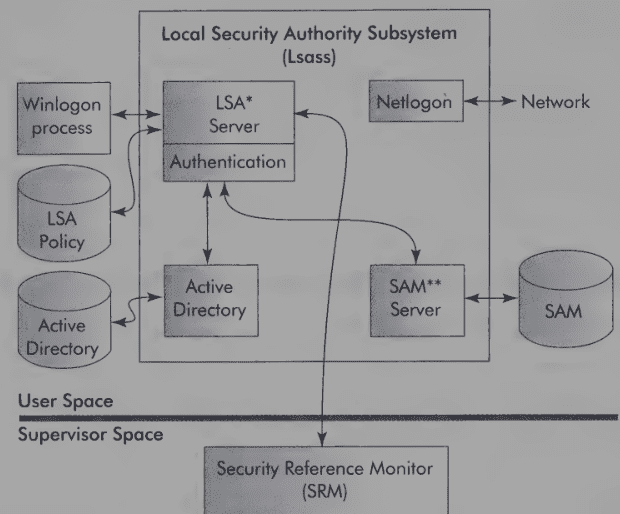 Local Security Authority Subsystem
(Lsass)
Winlogon
process
LSA*
Server
Authentication
Netlogon
Network
LSA
Policy
Active
Directory
Active
Directory
SAM**
Server
SAM
User Space
Supervisor Space
Security Reference Monitor
(SRM)